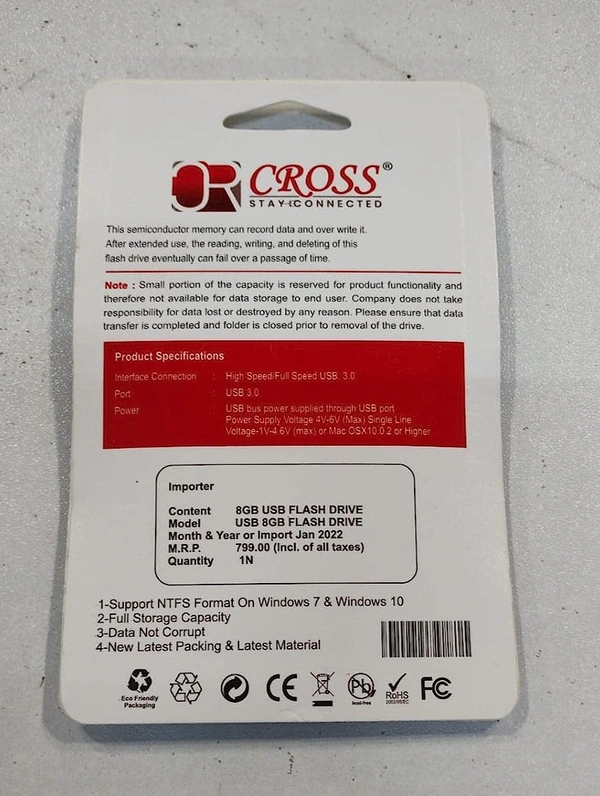 CR CROSS®
STAY CONNECTED
This semiconductor memory can record data and over write it.
After extended use, the reading, writing, and deleting of this
flash drive eventually can fail over a passage of time.
Note : Small portion of the capacity is reserved for product functionality and
therefore not available for data storage to end user. Company does not take
responsibility for data lost or destroyed by any reason. Please ensure that data
transfer is completed and folder is closed prior to removal of the drive.
Product Specifications
Interface Connection : High Speed/Full Speed USB. 3.0
Port : USB 3.0
Power : USB bus power supplied through USB port
Power Supply Voltage 4V-6V (Max) Single Line
Voltage-1V-4.6V (max) or Mac OSX10.0.2 or Higher
Importer
Content 8GB USB FLASH DRIVE
Model USB 8GB FLASH DRIVE
Month & Year or Import Jan 2022
M.R.P. 799.00 (Incl. of all taxes)
Quantity 1N
1-Support NTFS Format On Windows 7 & Windows 10
2-Full Storage Capacity
3-Data Not Corrupt
4-New Latest Packing & Latest Material
Eco Friendly
Packaging
CE
Pb
lead-free
RoHS
2002/95/EC
FC